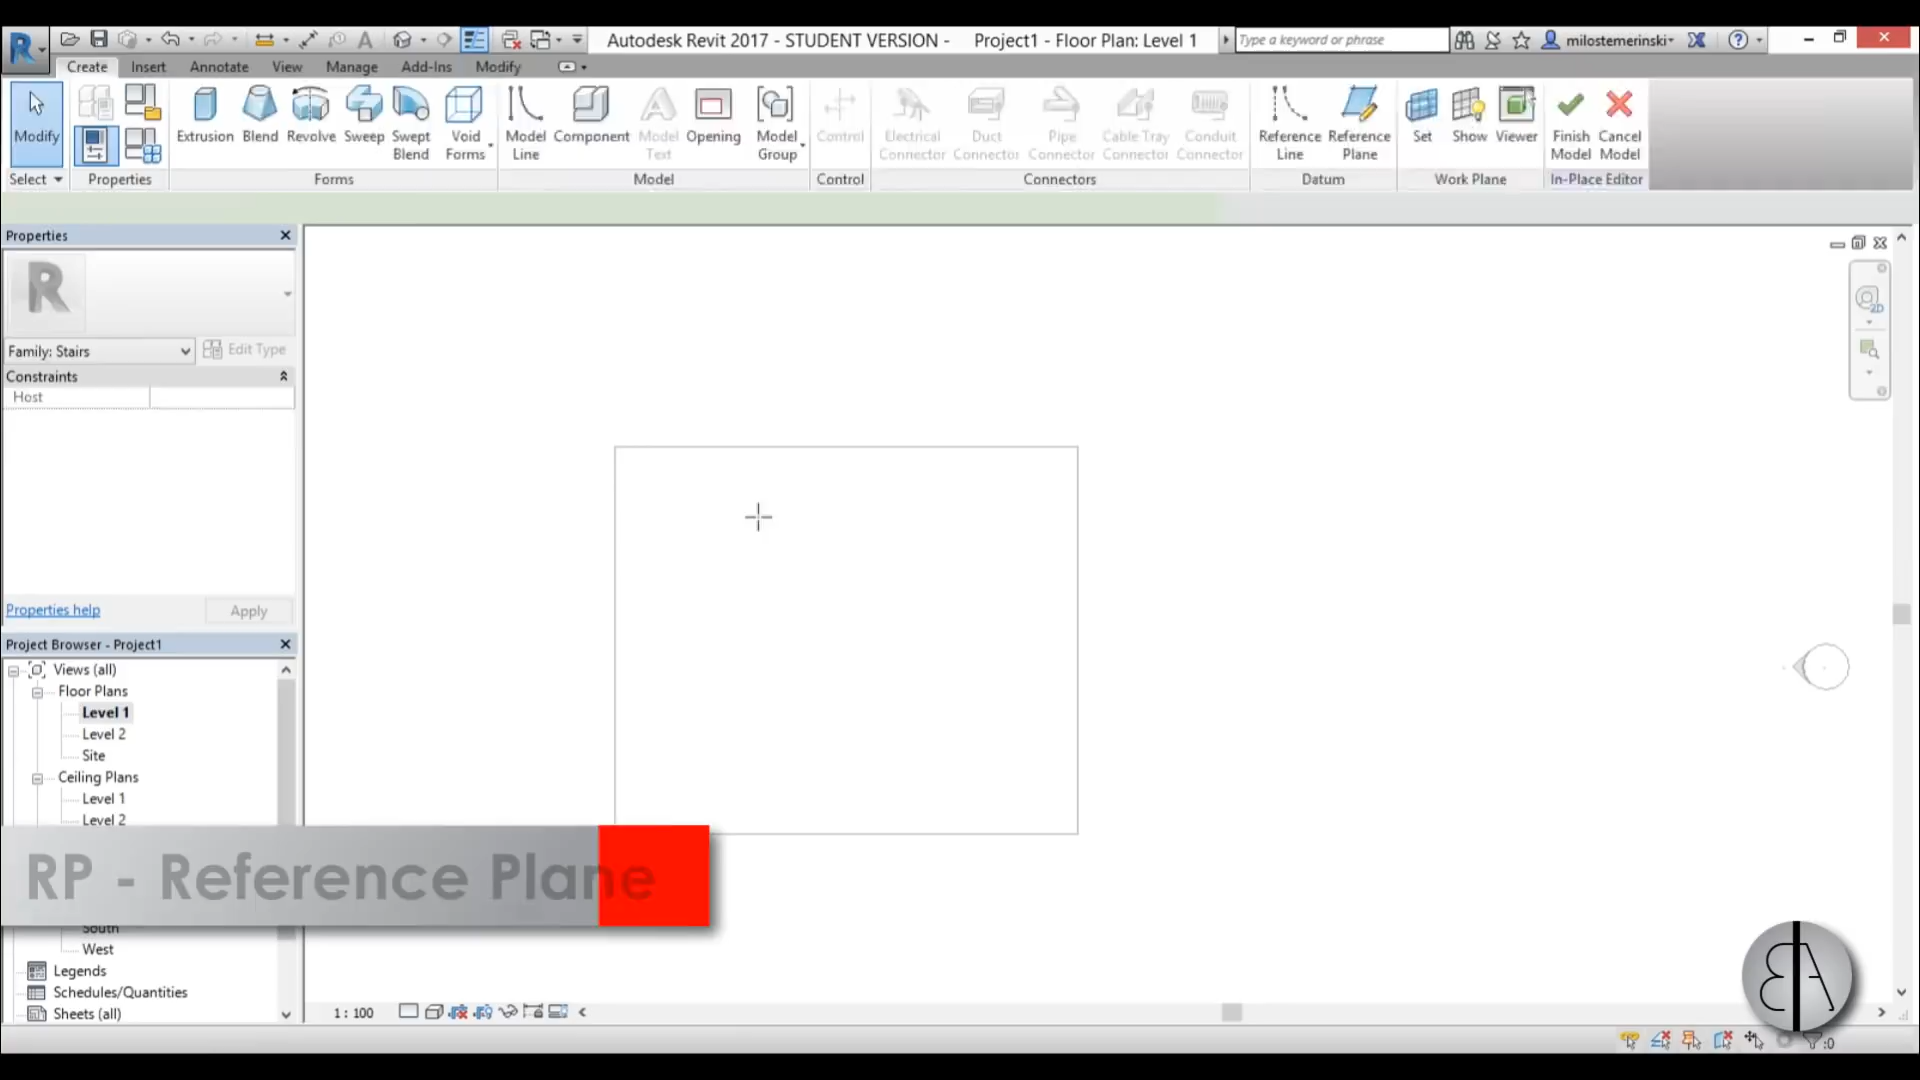 Autodesk Revit 2017 - STUDENT VERSION - Project1 - Floor Plan: Level 1
Type a keyword or phrase
milostemerinski
Create Insert Annotate View Manage Add-Ins Modify
Modify
Extrusion Blend Revolve Sweep Swept Blend Void Forms
Model Line Component Model Text Opening Model Group
Control
Electrical Connector Duct Connector Pipe Connector Cable Tray Connector Conduit Connector
Reference Line Reference Plane
Set Show Viewer
Finish Model Cancel Model
Select Properties Forms Model Control Connectors Datum Work Plane In-Place Editor
Properties
R
Family: Stairs
Edit Type
Constraints
Host
Properties help
Apply
2D
Project Browser - Project1
Views (all)
Floor Plans
Level 1
Level 2
Site
Ceiling Plans
Level 1
Level 2
RP - Reference Plane
South
West
Legends
Schedules/Quantities
Sheets (all)
1 : 100
BA
:0